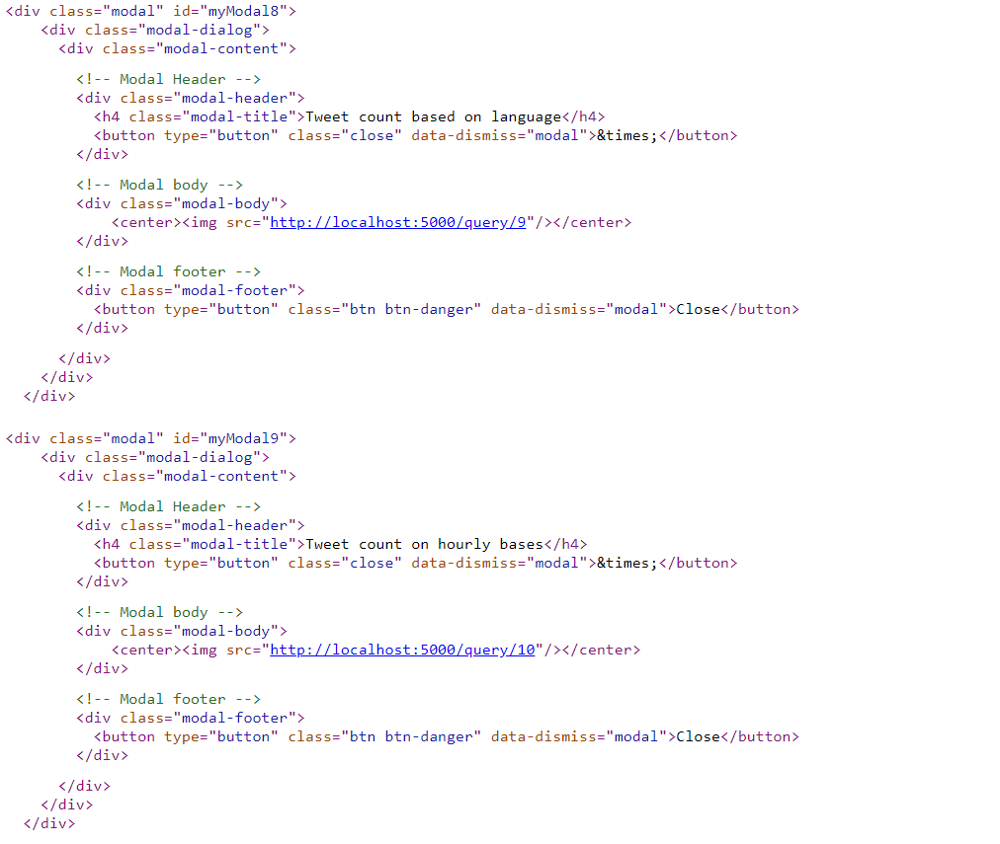 <div class="modal" id="myModal8">
    <div class="modal-dialog">
      <div class="modal-content">
        <!-- Modal Header -->
        <div class="modal-header">
          <h4 class="modal-title">Tweet count based on language</h4>
          <button type="button" class="close" data-dismiss="modal">&times;</button>
        </div>
        <!-- Modal body -->
        <div class="modal-body">
            <center><img src="http://localhost:5000/query/9"/></center>
        </div>
        <!-- Modal footer -->
        <div class="modal-footer">
          <button type="button" class="btn btn-danger" data-dismiss="modal">Close</button>
        </div>
      </div>
    </div>
  </div>
<div class="modal" id="myModal9">
    <div class="modal-dialog">
      <div class="modal-content">
        <!-- Modal Header -->
        <div class="modal-header">
          <h4 class="modal-title">Tweet count on hourly bases</h4>
          <button type="button" class="close" data-dismiss="modal">&times;</button>
        </div>
        <!-- Modal body -->
        <div class="modal-body">
            <center><img src="http://localhost:5000/query/10"/></center>
        </div>
        <!-- Modal footer -->
        <div class="modal-footer">
          <button type="button" class="btn btn-danger" data-dismiss="modal">Close</button>
        </div>
      </div>
    </div>
  </div>